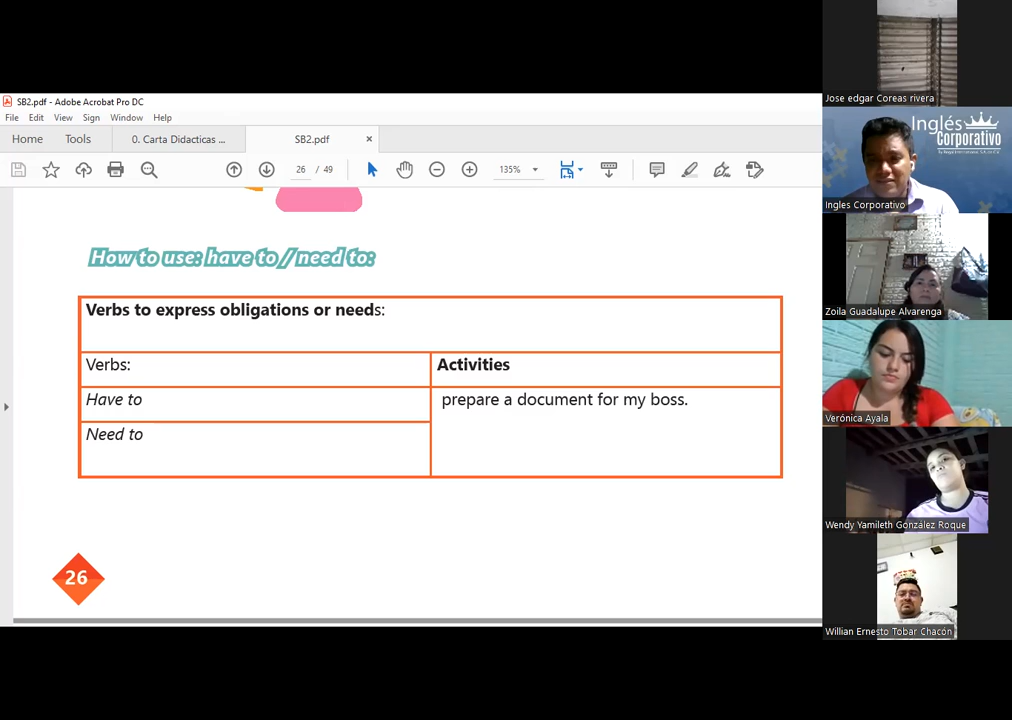 SB2.pdf - Adobe Acrobat Pro DC
File Edit View Sign Window Help
Home Tools 0. Carta Didacticas ... SB2.pdf ×
26 / 49 135%
How to use: have to / need to:
Verbs to express obligations or needs:
Verbs: Activities
Have to prepare a document for my boss.
Need to
26
Jose edgar Coreas rivera
Inglés
Corporativo
Ingles Corporativo
Zoila Guadalupe Alvarenga
Verónica Ayala
Wendy Yamileth González Roque
Willian Ernesto Tobar Chacón